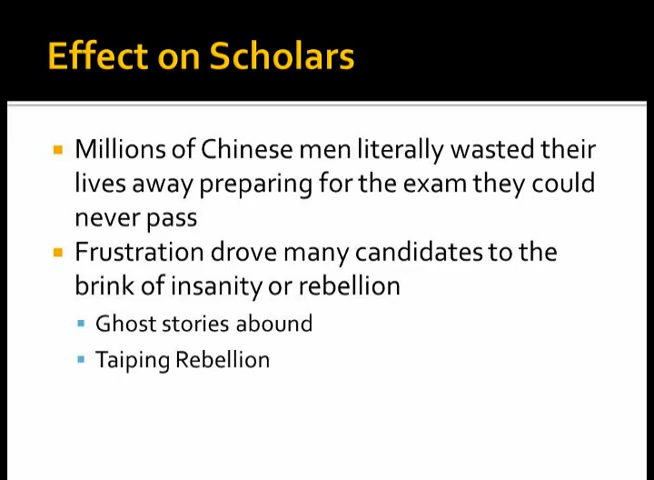 Effect on Scholars
Millions of Chinese men literally wasted their
lives away preparing for the exam they could
never pass
Frustration drove many candidates to the
brink of insanity or rebellion
Ghost stories abound
Taiping Rebellion